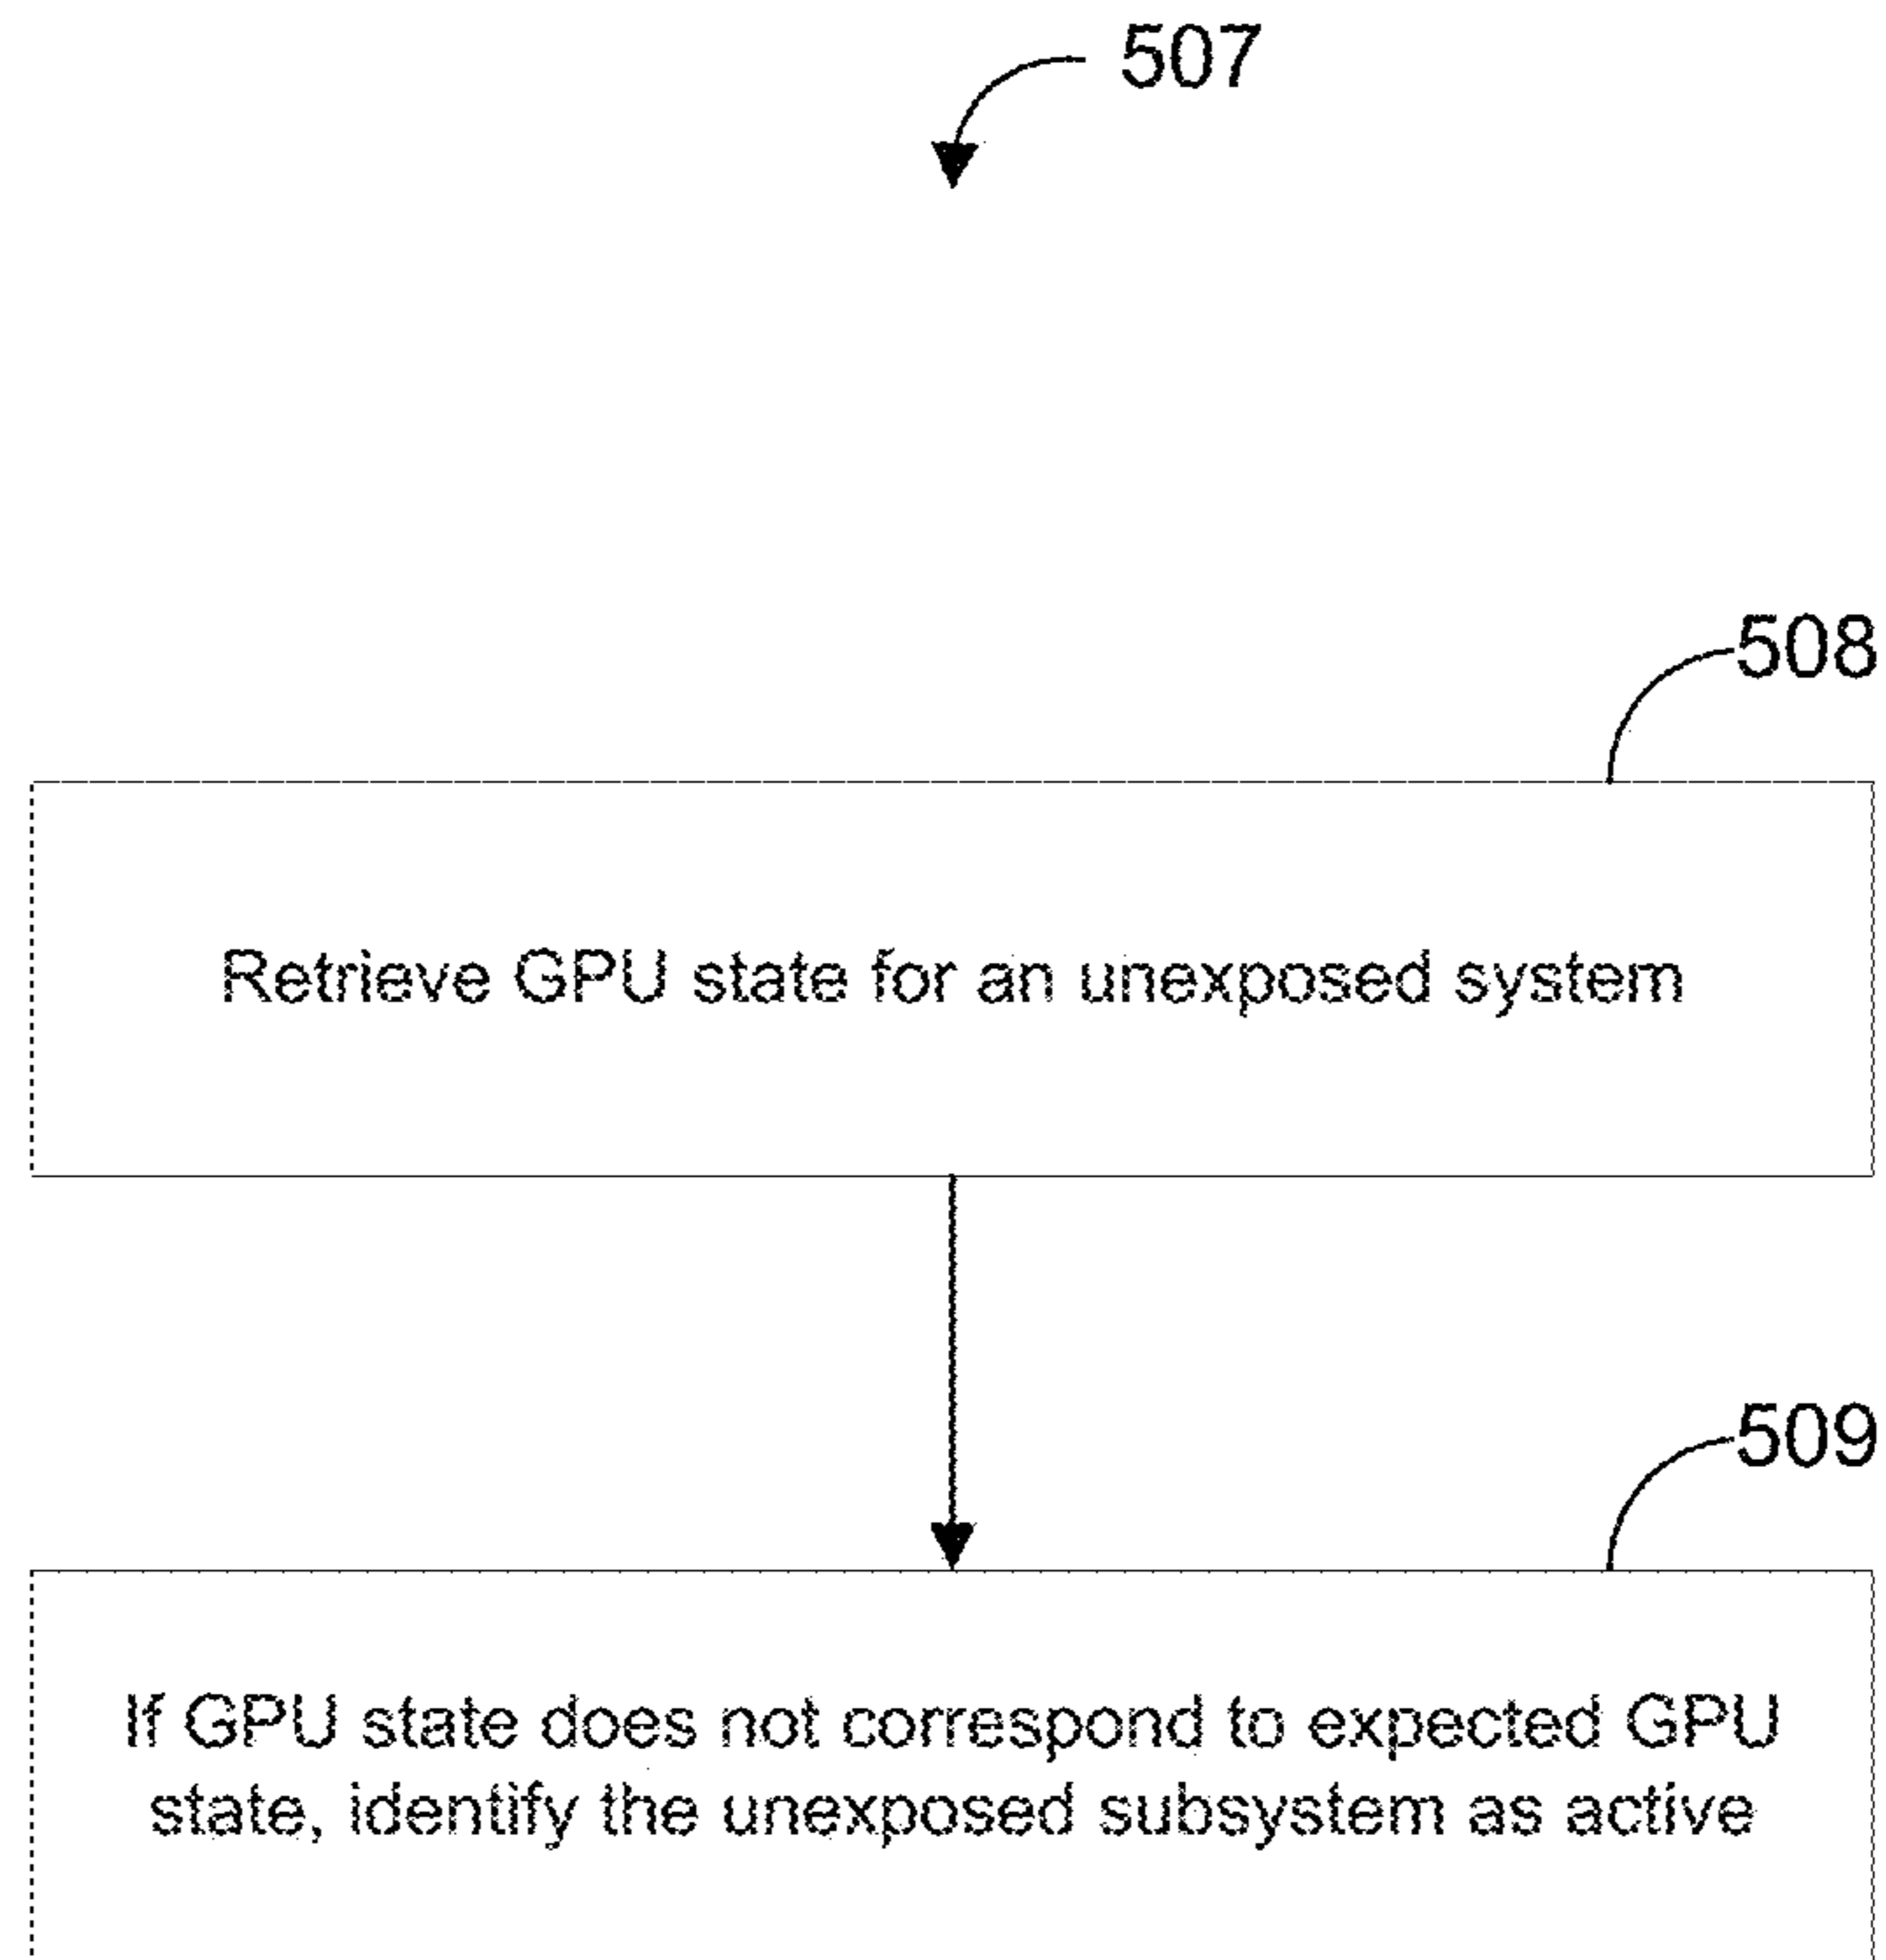 507
508
Retrieve GPU state for an unexposed system
509
If GPU state does not correspond to expected GPU
state, identify the unexposed subsystem as active